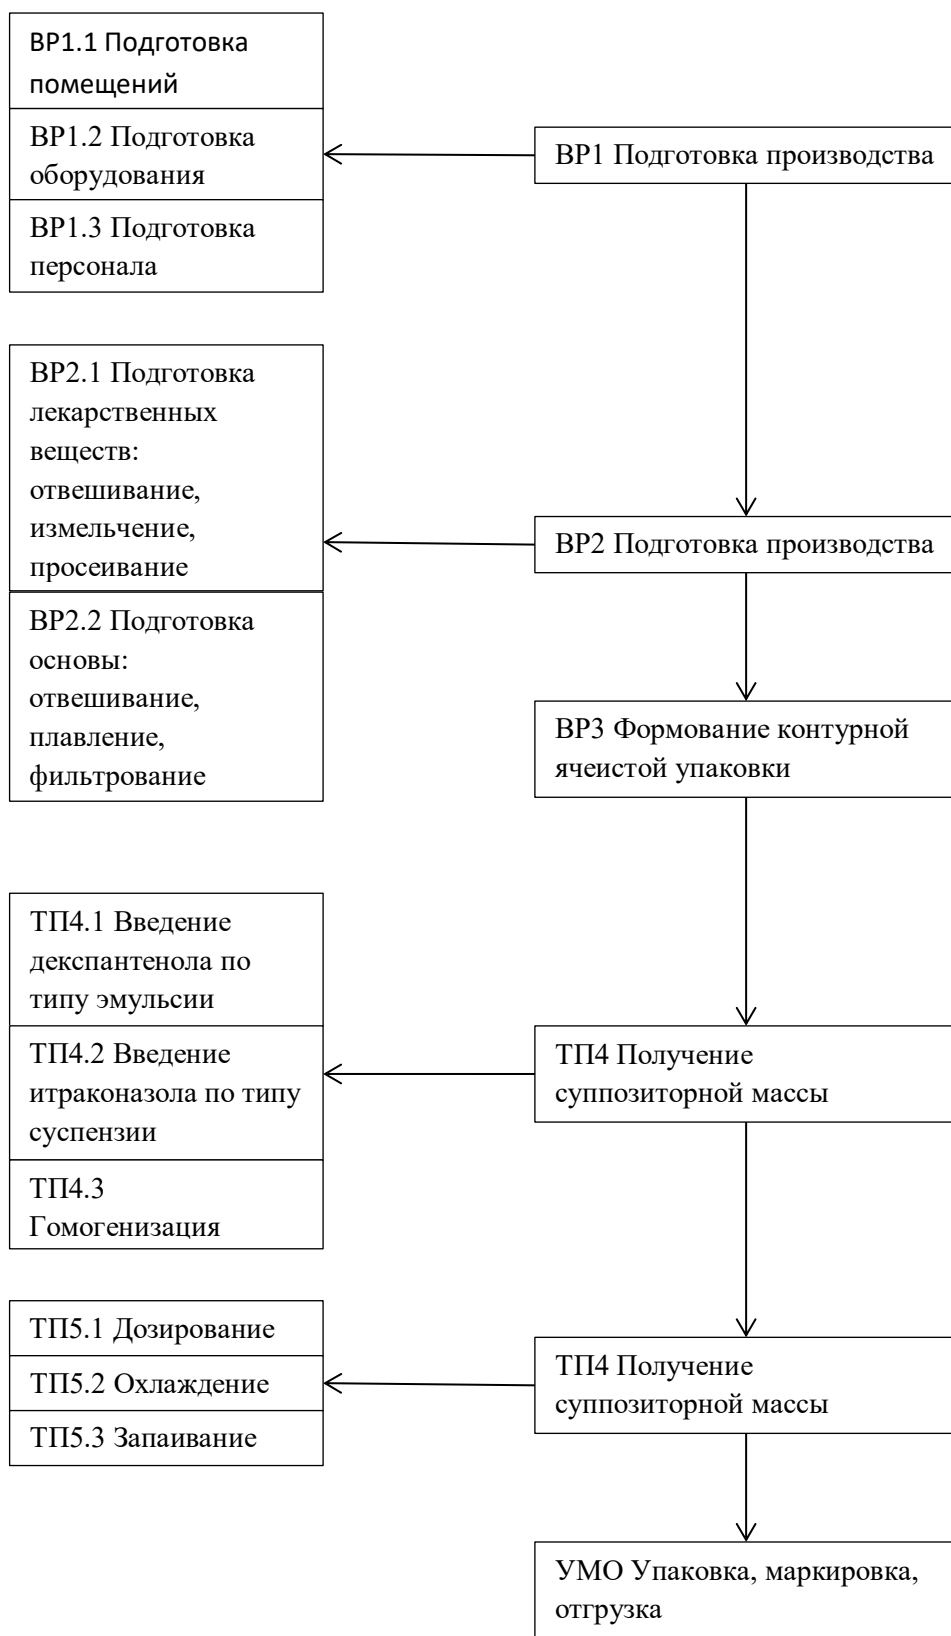 ВР1.1 Подготовка
помещений
ВР1.2 Подготовка
оборудования
ВР1.3 Подготовка
персонала
ВР1 Подготовка производства
ВР2.1 Подготовка
лекарственных
веществ:
отвешивание,
измельчение,
просеивание
ВР2.2 Подготовка
основы:
отвешивание,
плавление,
фильтрование
ВР2 Подготовка производства
ВР3 Формование контурной
ячеистой упаковки
ТП4.1 Введение
декспантенола по
типу эмульсии
ТП4.2 Введение
итраконазола по типу
суспензии
ТП4.3
Гомогенизация
ТП4 Получение
суппозиторной массы
ТП5.1 Дозирование
ТП5.2 Охлаждение
ТП5.3 Запаивание
ТП4 Получение
суппозиторной массы
УМО Упаковка, маркировка,
отгрузка